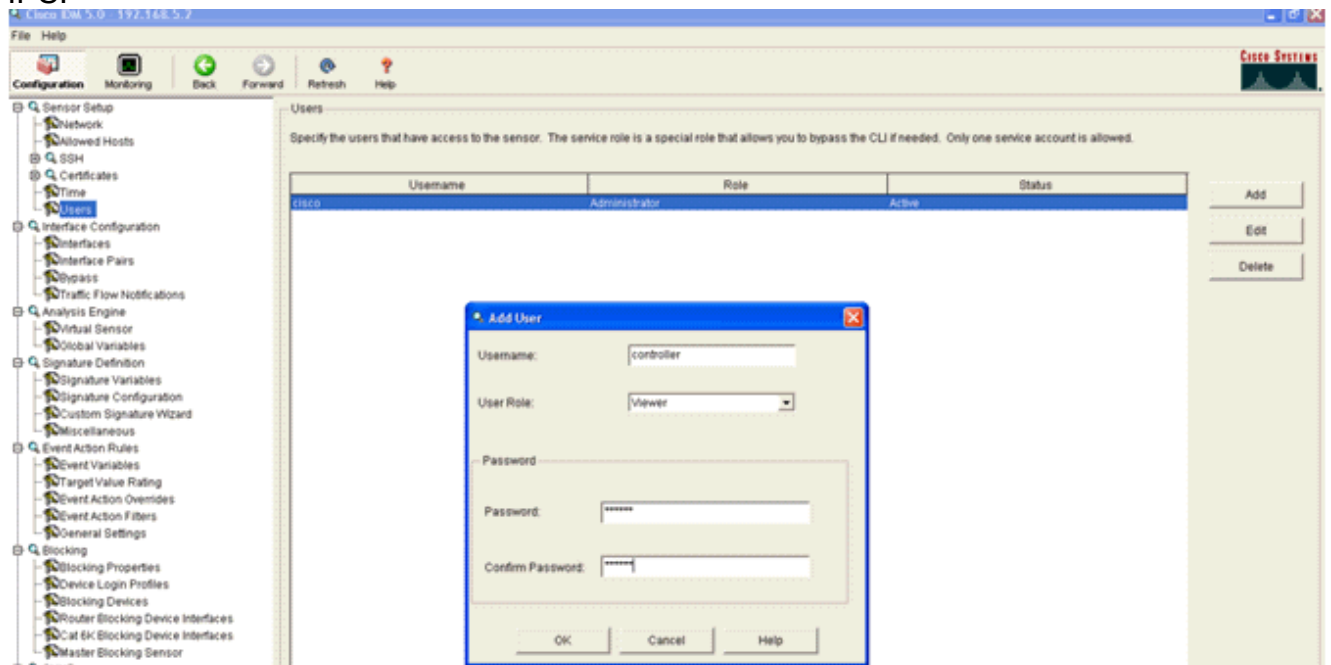 Cisco IDM 5.0 - 192.168.5.2
File Help
Configuration Monitoring Back Forward Refresh Help
Cisco Systems
Sensor Setup
Network
Allowed Hosts
SSH
Certificates
Time
Users
Interface Configuration
Interfaces
Interface Pairs
Bypass
Traffic Flow Notifications
Analysis Engine
Virtual Sensor
Global Variables
Signature Definition
Signature Variables
Signature Configuration
Custom Signature Wizard
Miscellaneous
Event Action Rules
Event Variables
Target Value Rating
Event Action Overrides
Event Action Filters
General Settings
Blocking
Blocking Properties
Device Login Profiles
Blocking Devices
Router Blocking Device Interfaces
Cat 6K Blocking Device Interfaces
Master Blocking Sensor
Users
Specify the users that have access to the sensor. The service role is a special role that allows you to bypass the CLI if needed. Only one service account is allowed.
Username Role Status
cisco Administrator Active
Add
Edit
Delete
Add User
Username: controller
User Role: Viewer
Password
Password: ******
Confirm Password: ******
OK Cancel Help